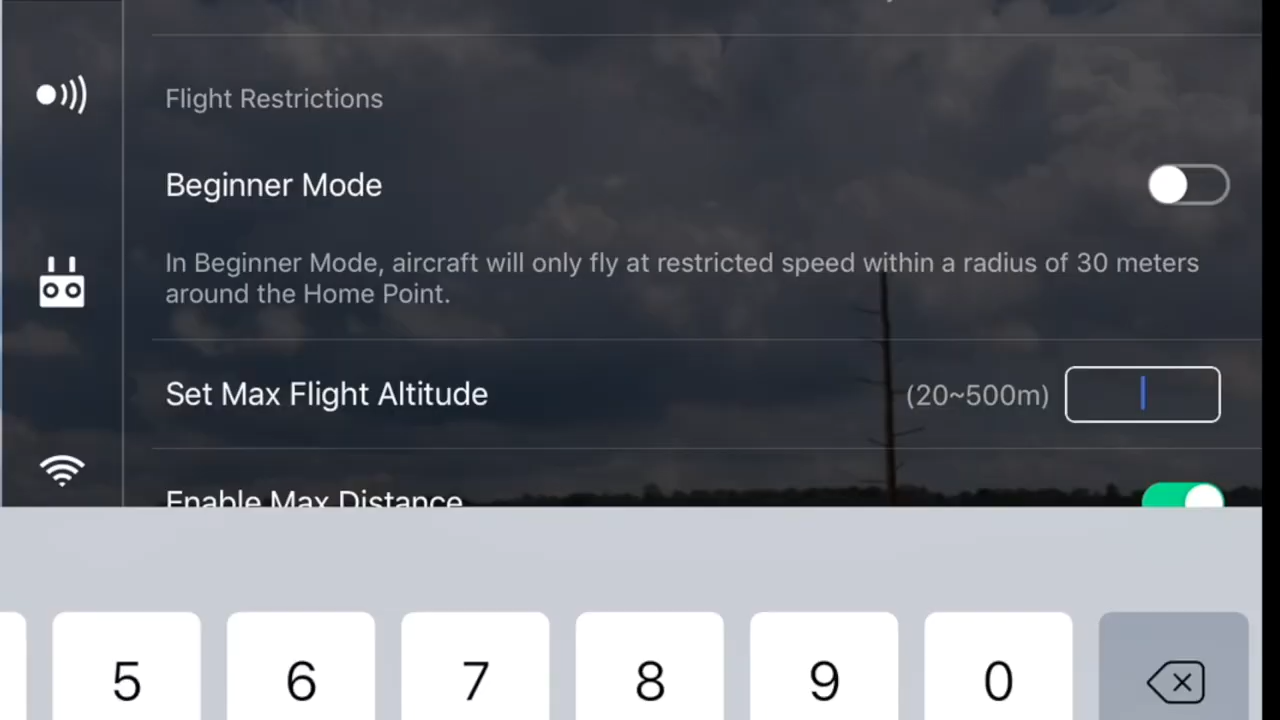 Flight Restrictions
Beginner Mode
In Beginner Mode, aircraft will only fly at restricted speed within a radius of 30 meters
around the Home Point.
Set Max Flight Altitude (20~500m)
Enable Max Distance
5 6 7 8 9 0